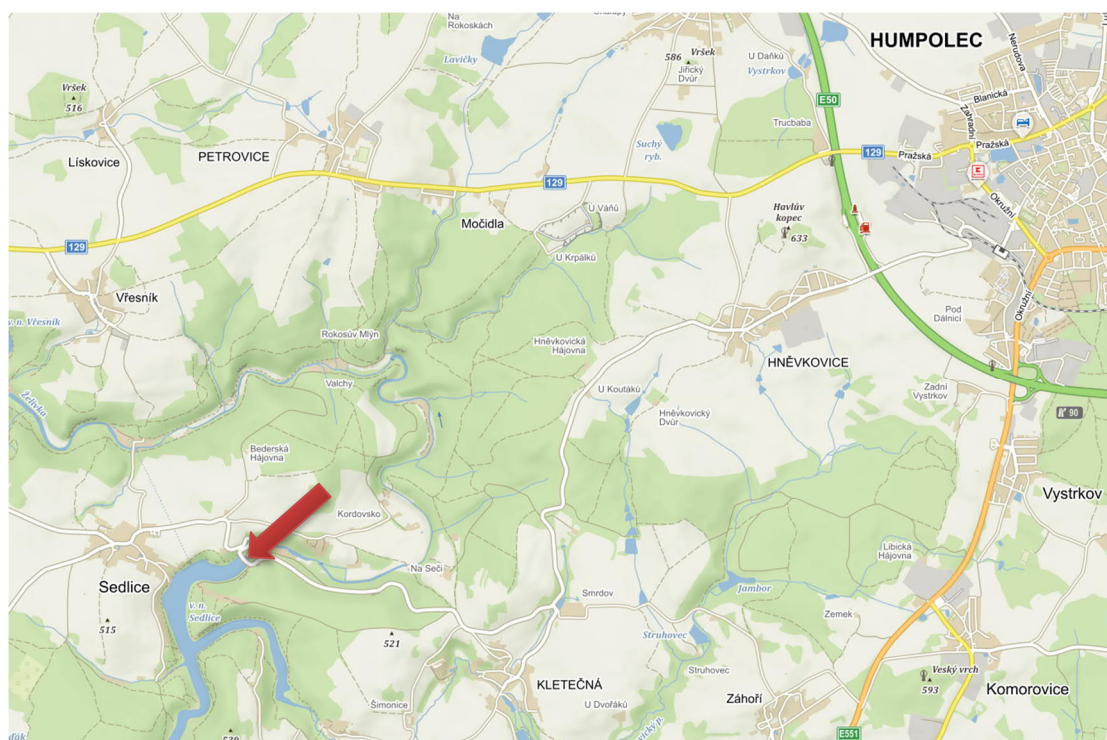 Na
Rokoskách
Lavičky
586 Vršek
Jiřický
Dvůr
U Daňků
Vystrkov
HUMPOLEC
Nerudova
Blanická
Zahradní
Pražská
Vršek
516
Lískovice
PETROVICE
E50
Trucbaba
Suchý
ryb.
129
Pražská
129
Okružní
129
Močidla
U Váňů
Havlův
kopec
633
U Krpálků
Vřesník
v. n. Vřesník
Okružní
Pod
Dálnicí
Rokosův Mlýn
Hněvkovická
Hájovna
HNĚVKOVICE
Valchy
U Koutáků
Zadní
Vystrkov
Želivka
Hněvkovický
Dvůr
90
Bederská
Hájovna
Vystrkov
Kordovsko
Libická
Hájovna
Na Seči
Sedlice
Smrdov
Jambor
v. n.
Sedlice
Zemek
515
521
Struhovec
Struhovec
Veský vrch
593
KLETEČNÁ
Komorovice
Šimonice
U Dvořáků
Záhoří
E551